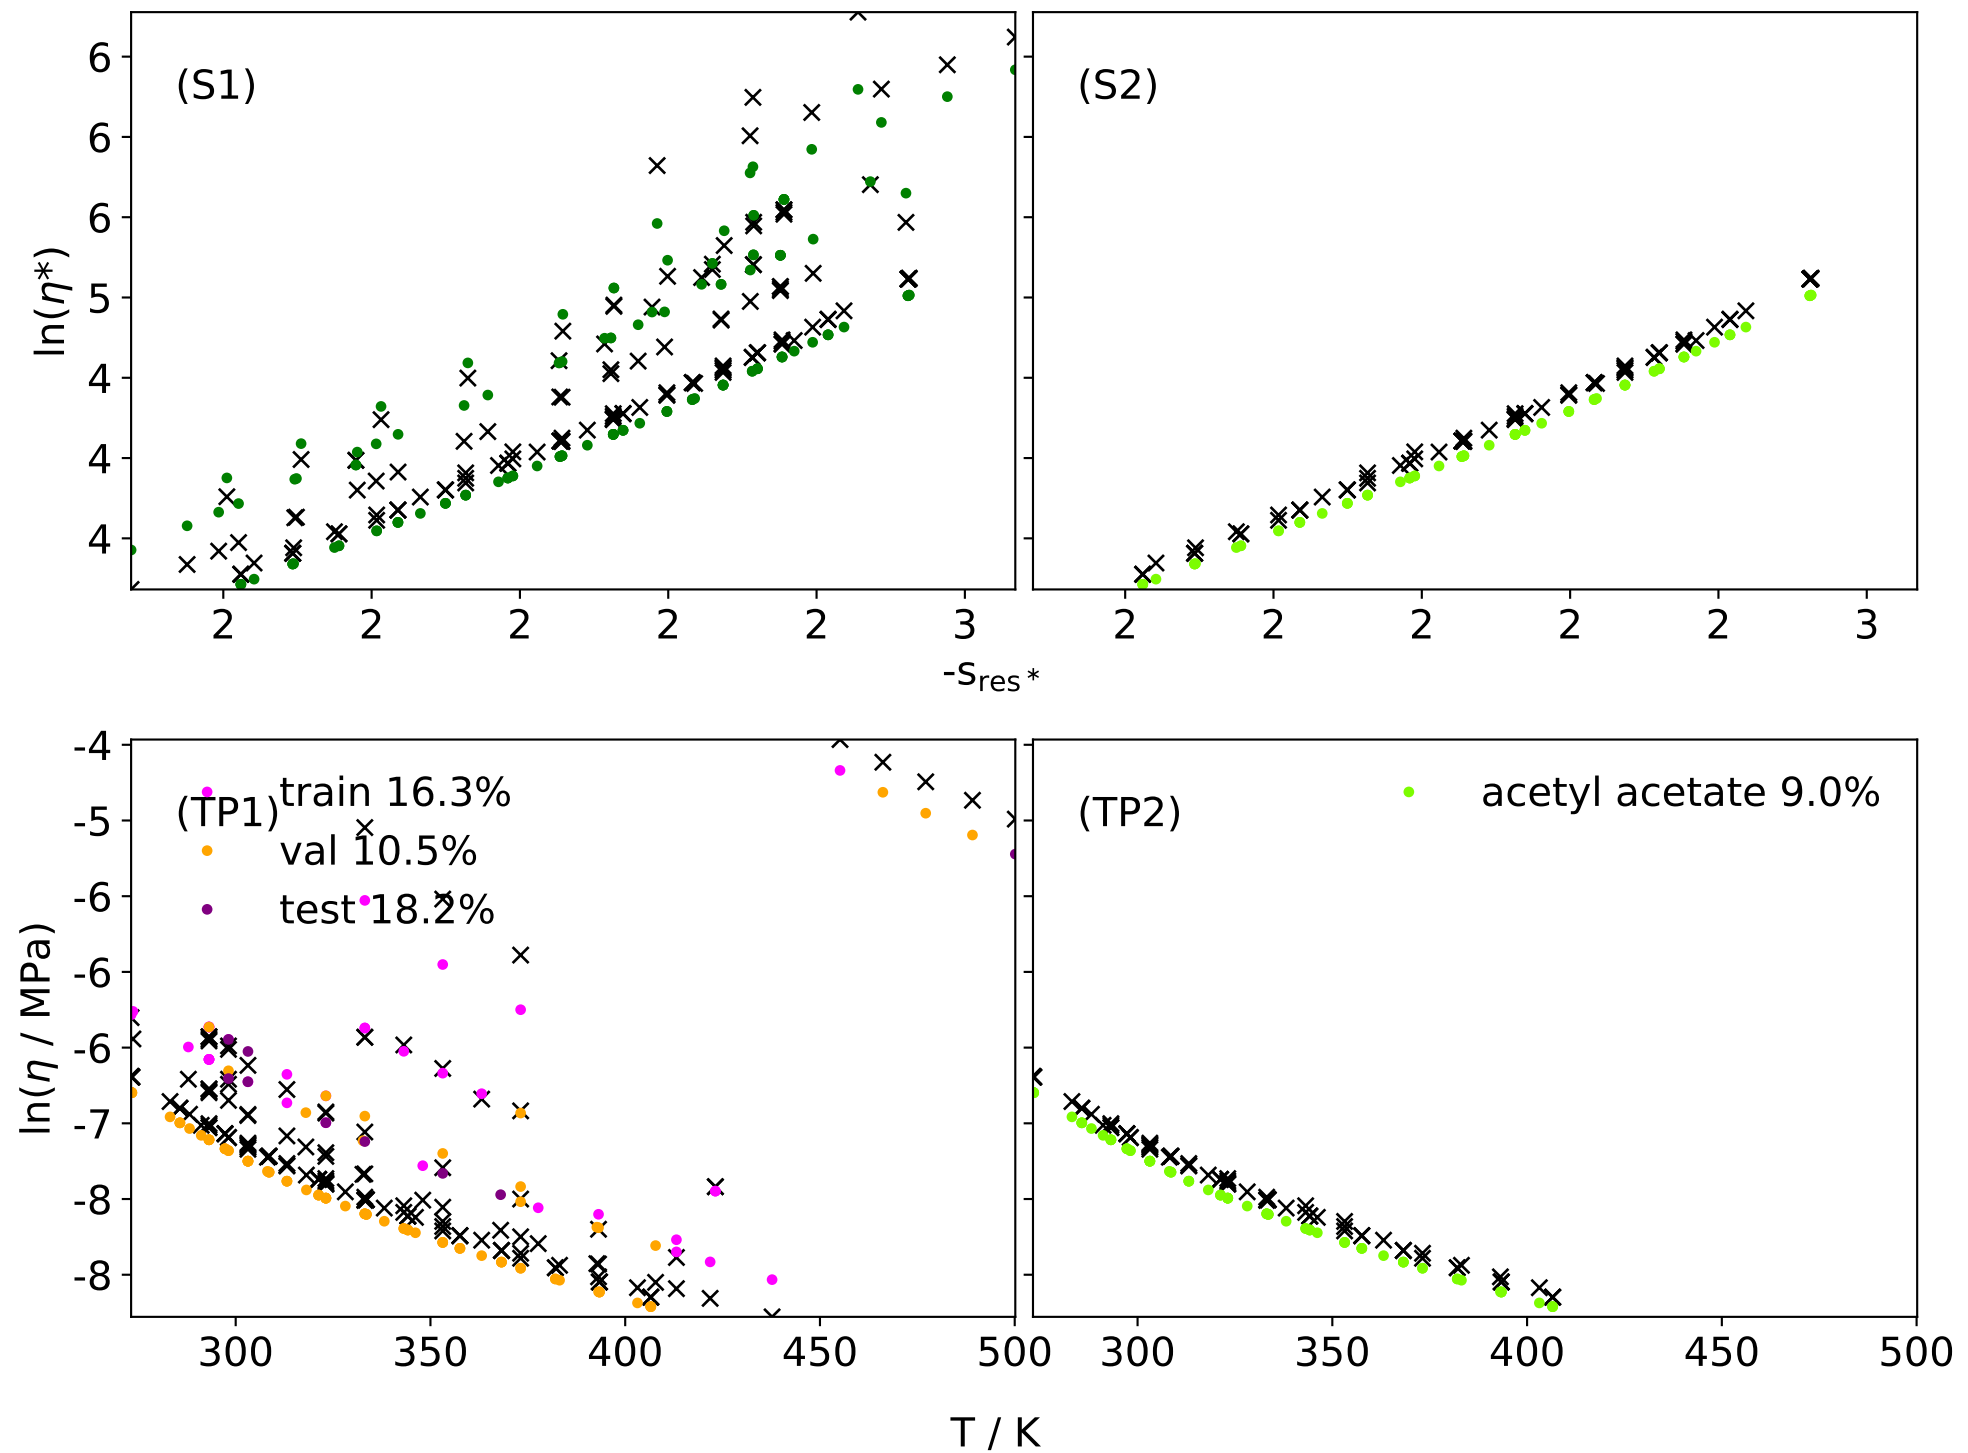 (S1)
(S2)
6
6
6
5
4
4
4
ln(η*)
2 2 2 2 2 3
2 2 2 2 2 3
-s_res*
(TP1)
train 16.3%
val 10.5%
test 18.2%
(TP2)
acetyl acetate 9.0%
-4
-5
-6
-6
-6
-7
-8
-8
ln(η / MPa)
300 350 400 450 500
300 350 400 450 500
T / K